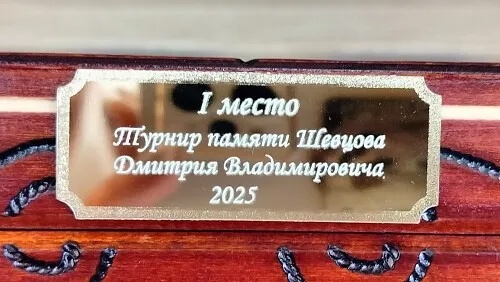 I место
Турнир памяти Шевцова
Дмитрия Владимировича
2025